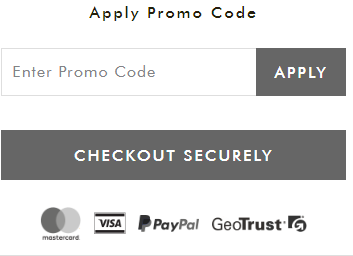 Apply Promo Code
Enter Promo Code APPLY
CHECKOUT SECURELY
mastercard. VISA PayPal GeoTrust